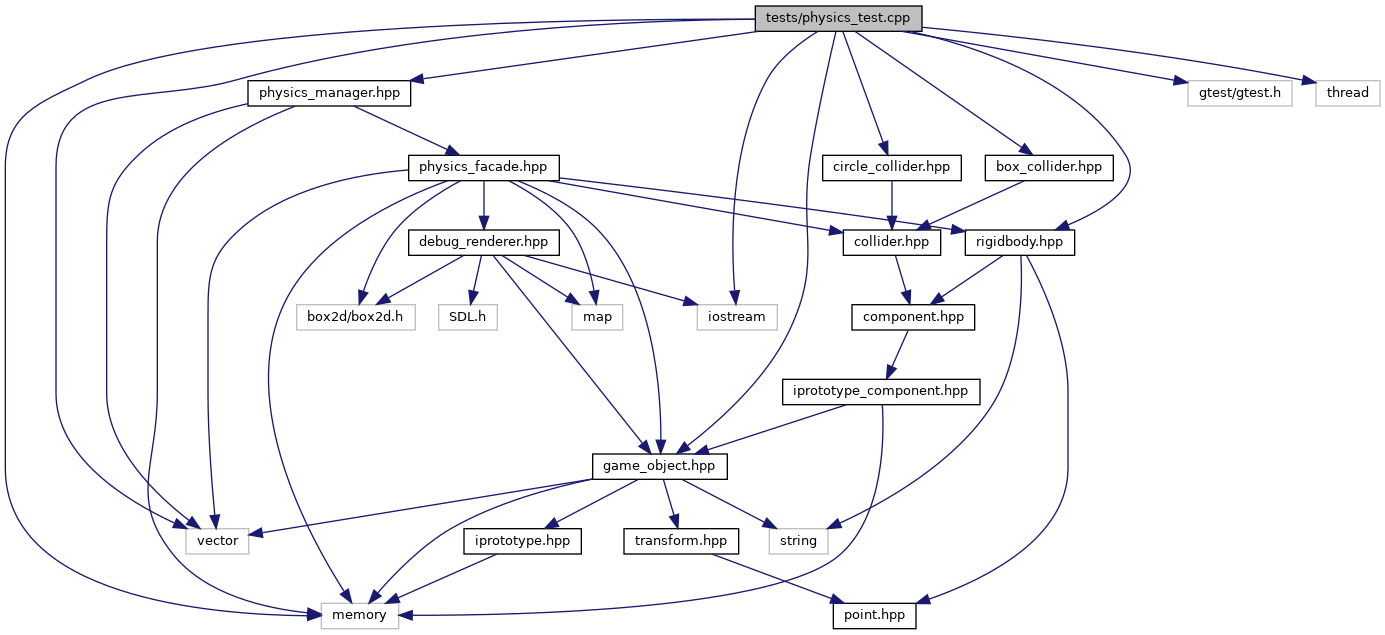 tests/physics_test.cpp
physics_manager.hpp
gtest/gtest.h
thread
physics_facade.hpp
circle_collider.hpp
box_collider.hpp
debug_renderer.hpp
collider.hpp
rigidbody.hpp
box2d/box2d.h
SDL.h
map
iostream
component.hpp
iprototype_component.hpp
game_object.hpp
vector
iprototype.hpp
transform.hpp
string
memory
point.hpp